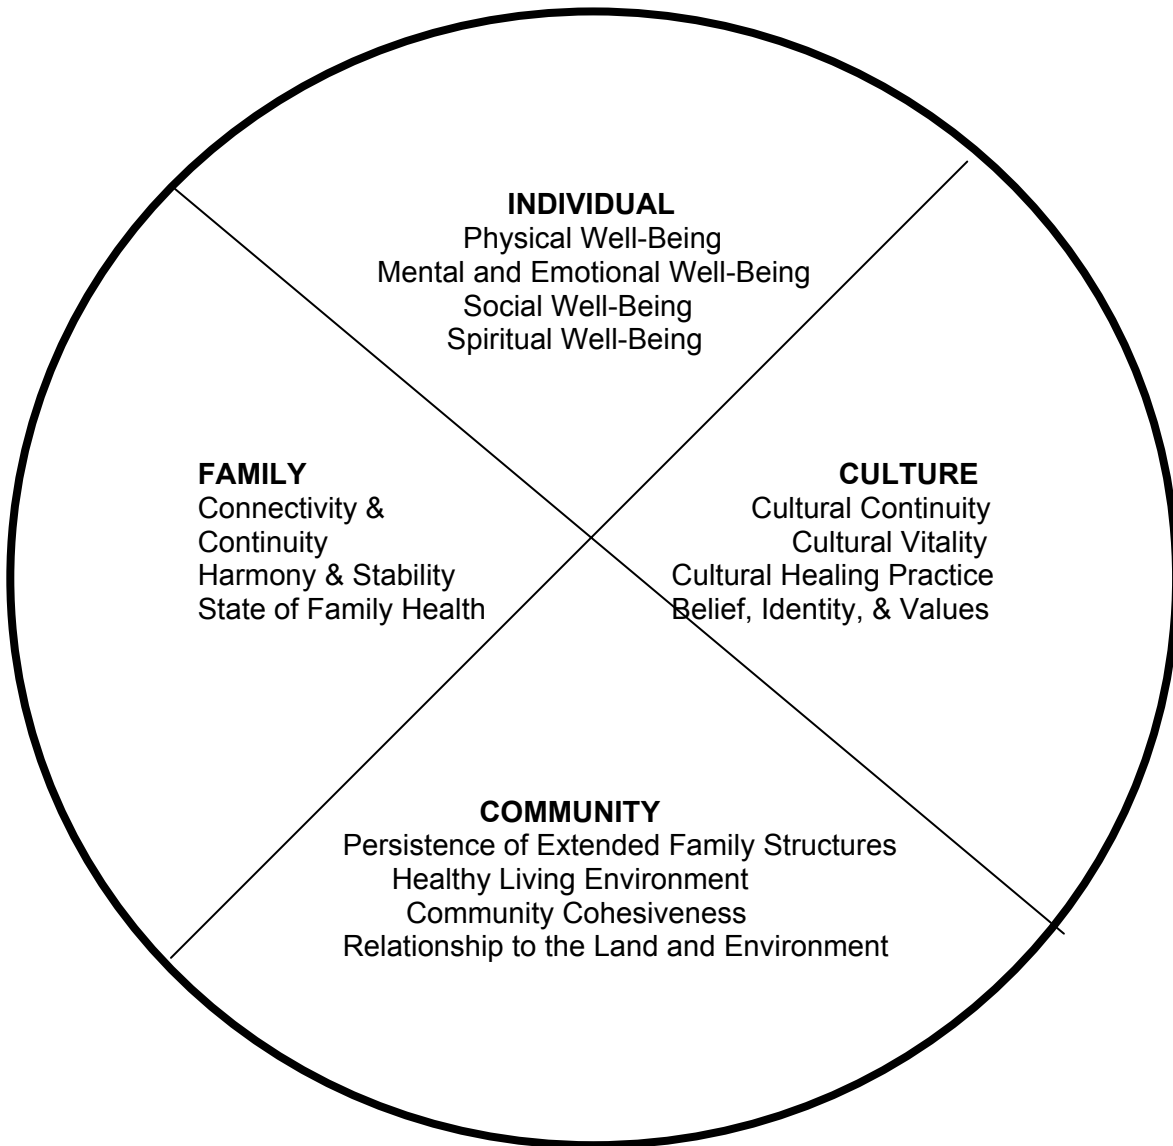 INDIVIDUAL
Physical Well-Being
Mental and Emotional Well-Being
Social Well-Being
Spiritual Well-Being
FAMILY
Connectivity &
Continuity
Harmony & Stability
State of Family Health
CULTURE
Cultural Continuity
Cultural Vitality
Cultural Healing Practice
Belief, Identity, & Values
COMMUNITY
Persistence of Extended Family Structures
Healthy Living Environment
Community Cohesiveness
Relationship to the Land and Environment